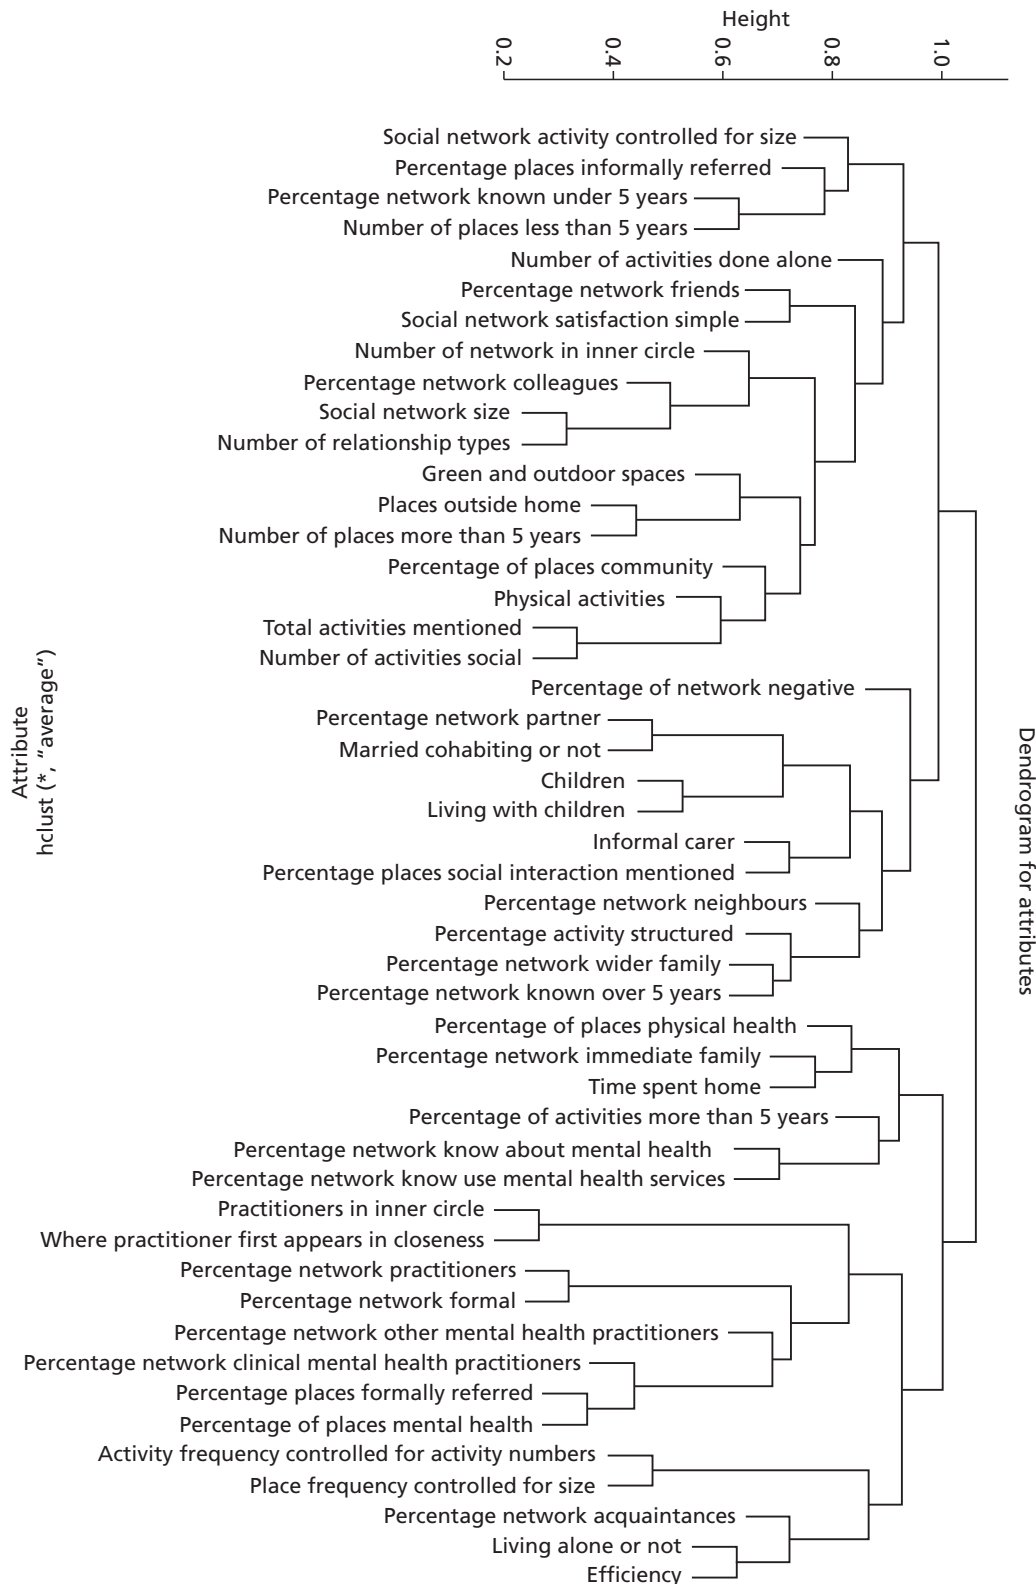 Height
0.2
0.4
0.6
0.8
1.0
Social network activity controlled for size
Percentage places informally referred
Percentage network known under 5 years
Number of places less than 5 years
Number of activities done alone
Percentage network friends
Social network satisfaction simple
Number of network in inner circle
Percentage network colleagues
Social network size
Number of relationship types
Green and outdoor spaces
Places outside home
Number of places more than 5 years
Percentage of places community
Physical activities
Total activities mentioned
Number of activities social
Percentage of network negative
Percentage network partner
Married cohabiting or not
Children
Living with children
Informal carer
Percentage places social interaction mentioned
Percentage network neighbours
Percentage activity structured
Percentage network wider family
Percentage network known over 5 years
Percentage of places physical health
Percentage network immediate family
Time spent home
Percentage of activities more than 5 years
Percentage network know about mental health
Percentage network know use mental health services
Practitioners in inner circle
Where practitioner first appears in closeness
Percentage network practitioners
Percentage network formal
Percentage network other mental health practitioners
Percentage network clinical mental health practitioners
Percentage places formally referred
Percentage of places mental health
Activity frequency controlled for activity numbers
Place frequency controlled for size
Percentage network acquaintances
Living alone or not
Efficiency
Attribute
hclust (*, “average”)
Dendrogram for attributes